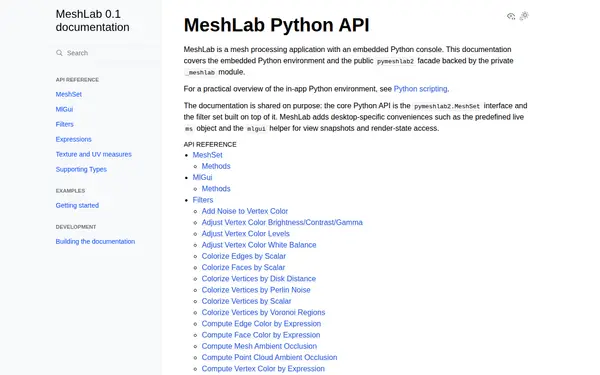 MeshLab 0.1
documentation
Search
API REFERENCE
MeshSet
MlGui
Filters
Expressions
Texture and UV measures
Supporting Types
EXAMPLES
Getting started
DEVELOPMENT
Building the documentation
MeshLab Python API
MeshLab is a mesh processing application with an embedded Python console. This documentation
covers the embedded Python environment and the public pymeshlab2 facade backed by the private
_meshlab module.
For a practical overview of the in-app Python environment, see Python scripting.
The documentation is shared on purpose: the core Python API is the pymeshlab2.MeshSet interface and
the filter set built on top of it. MeshLab adds desktop-specific conveniences such as the predefined live
ms object and the mlgui helper for view snapshots and render-state access.
API REFERENCE
• MeshSet
◦ Methods
• MlGui
◦ Methods
• Filters
◦ Add Noise to Vertex Color
◦ Adjust Vertex Color Brightness/Contrast/Gamma
◦ Adjust Vertex Color Levels
◦ Adjust Vertex Color White Balance
◦ Colorize Edges by Scalar
◦ Colorize Faces by Scalar
◦ Colorize Vertices by Disk Distance
◦ Colorize Vertices by Perlin Noise
◦ Colorize Vertices by Scalar
◦ Colorize Vertices by Voronoi Regions
◦ Compute Edge Color by Expression
◦ Compute Face Color by Expression
◦ Compute Mesh Ambient Occlusion
◦ Compute Point Cloud Ambient Occlusion
◦ Compute Vertex Color by Expression